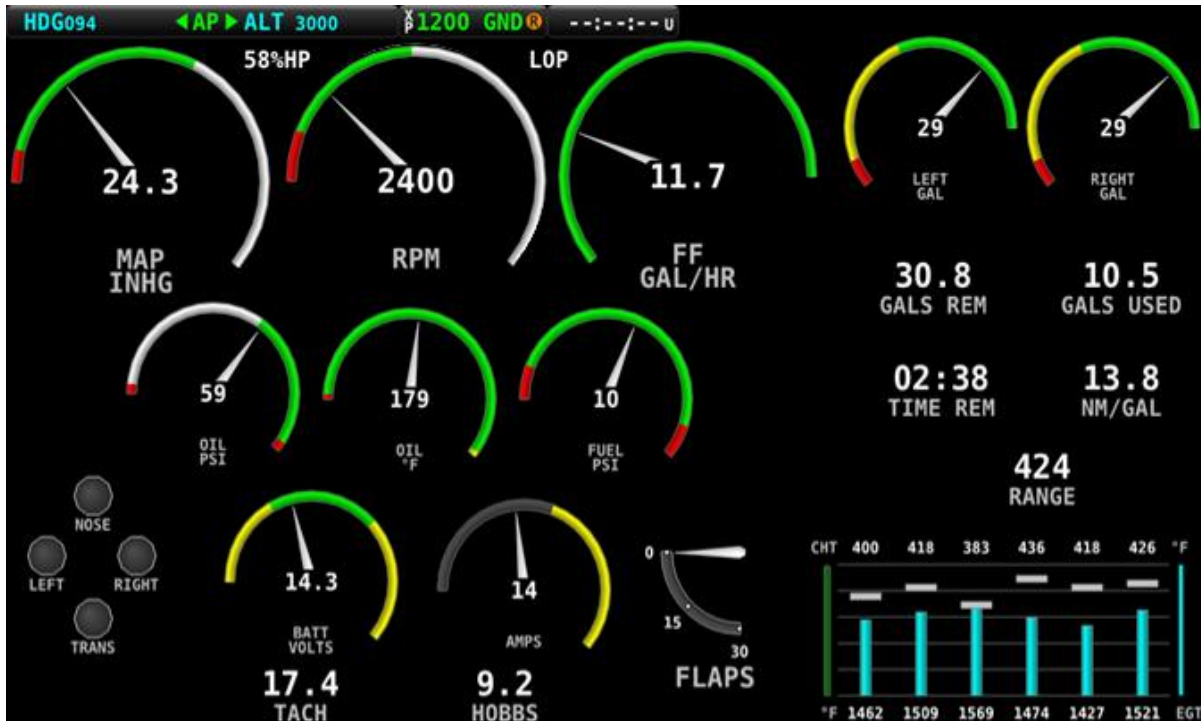 HDG094 ◀AP▶ ALT 3000 XP 1200 GND R --:--:-- U
58%HP LOP
24.3
MAP
INHG
2400
RPM
11.7
FF
GAL/HR
29
LEFT
GAL
29
RIGHT
GAL
30.8
GALS REM
10.5
GALS USED
59
OIL
PSI
179
OIL
°F
10
FUEL
PSI
02:38
TIME REM
13.8
NM/GAL
424
RANGE
NOSE
LEFT RIGHT
TRANS
14.3
BATT
VOLTS
14
AMPS
0
15
30
FLAPS
17.4
TACH
9.2
HOBBS
CHT 400 418 383 436 418 426 °F
°F 1462 1509 1569 1474 1427 1521 EGT